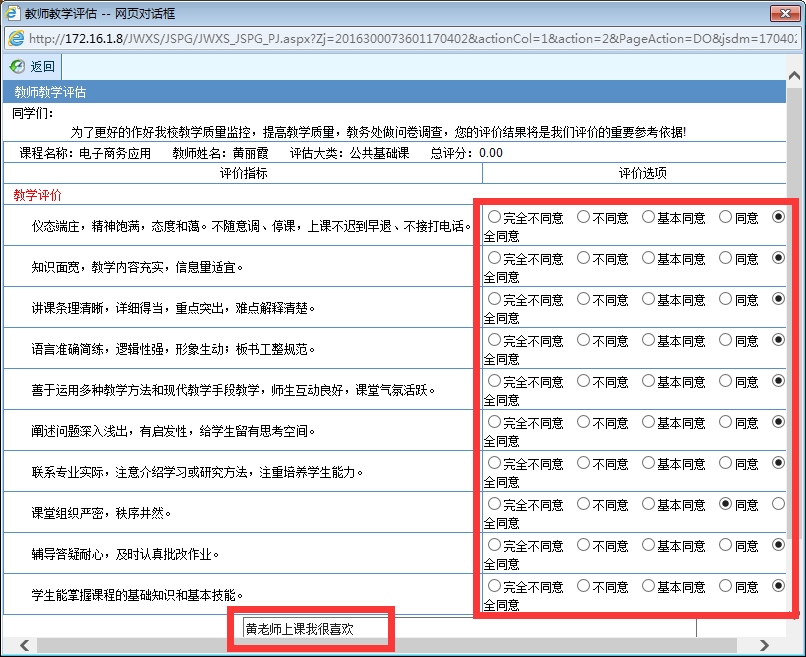 教师教学评估 -- 网页对话框
http://172.16.1.8/JWXS/JSPG/JWXS_JSPG_PJ.aspx?Zj=2016300073601170402&actionCol=1&action=2&PageAction=DO&jsdm=170402
返回
教师教学评估
同学们:
为了更好的作好我校教学质量监控，提高教学质量，教务处做问卷调查，您的评价结果将是我们评价的重要参考依据!
课程名称：电子商务应用 教师姓名：黄丽霞 评估大类：公共基础课 总评分：0.00
评价指标 评价选项
教学评价
仪态端庄，精神饱满，态度和蔼。不随意调、停课，上课不迟到早退、不接打电话。 完全不同意 不同意 基本同意 同意
全同意
知识面宽，教学内容充实，信息量适宜。 完全不同意 不同意 基本同意 同意
全同意
讲课条理清晰，详细得当，重点突出，难点解释清楚。 完全不同意 不同意 基本同意 同意
全同意
语言准确简练，逻辑性强，形象生动；板书工整规范。 完全不同意 不同意 基本同意 同意
全同意
善于运用多种教学方法和现代教学手段教学，师生互动良好，课堂气氛活跃。 完全不同意 不同意 基本同意 同意
全同意
阐述问题深入浅出，有启发性，给学生留有思考空间。 完全不同意 不同意 基本同意 同意
全同意
联系专业实际，注意介绍学习或研究方法，注重培养学生能力。 完全不同意 不同意 基本同意 同意
全同意
课堂组织严密，秩序井然。 完全不同意 不同意 基本同意 同意
全同意
辅导答疑耐心，及时认真批改作业。 完全不同意 不同意 基本同意 同意
全同意
学生能掌握课程的基础知识和基本技能。 完全不同意 不同意 基本同意 同意
全同意
黄老师上课我很喜欢